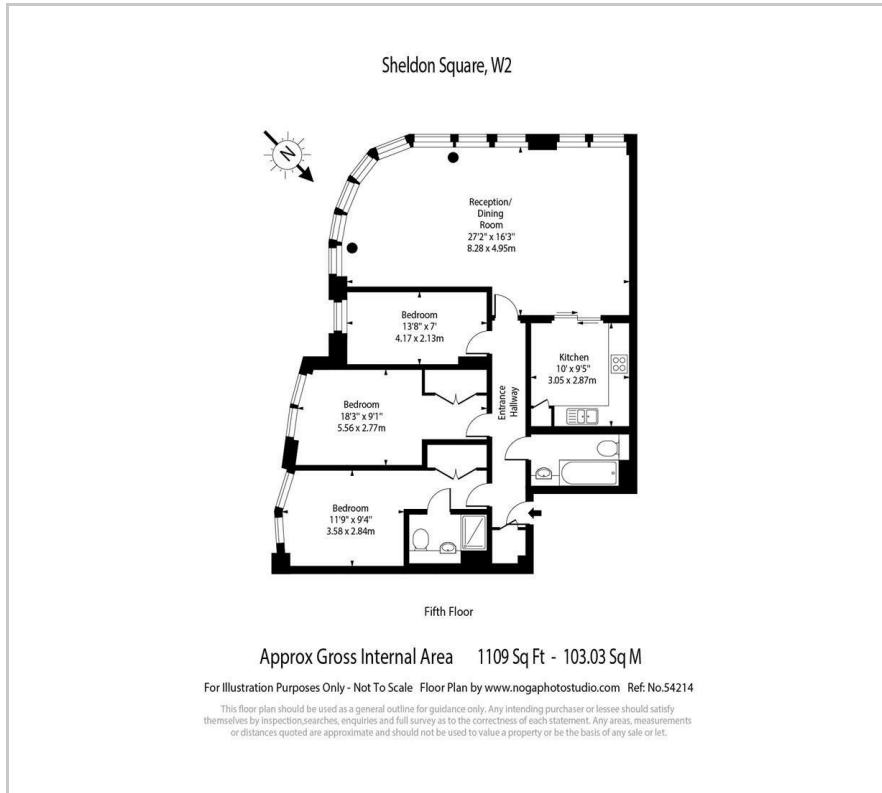 Sheldon Square, W2
N
Reception/
Dining
Room
27'2" x 16'3"
8.28 x 4.95m
Bedroom
13'8" x 7'
4.17 x 2.13m
Kitchen
10' x 9'5"
3.05 x 2.87m
Entrance
Hallway
Bedroom
18'3" x 9'1"
5.56 x 2.77m
Bedroom
11'9" x 9'4"
3.58 x 2.84m
Fifth Floor
Approx Gross Internal Area 1109 Sq Ft - 103.03 Sq M
For Illustration Purposes Only - Not To Scale Floor Plan by www.nogaphotostudio.com Ref: No.54214
This floor plan should be used as a general outline for guidance only. Any intending purchaser or lessee should satisfy
themselves by inspection,searches, enquiries and full survey as to the correctness of each statement. Any areas, measurements
or distances quoted are approximate and should not be used to value a property or be the basis of any sale or let.